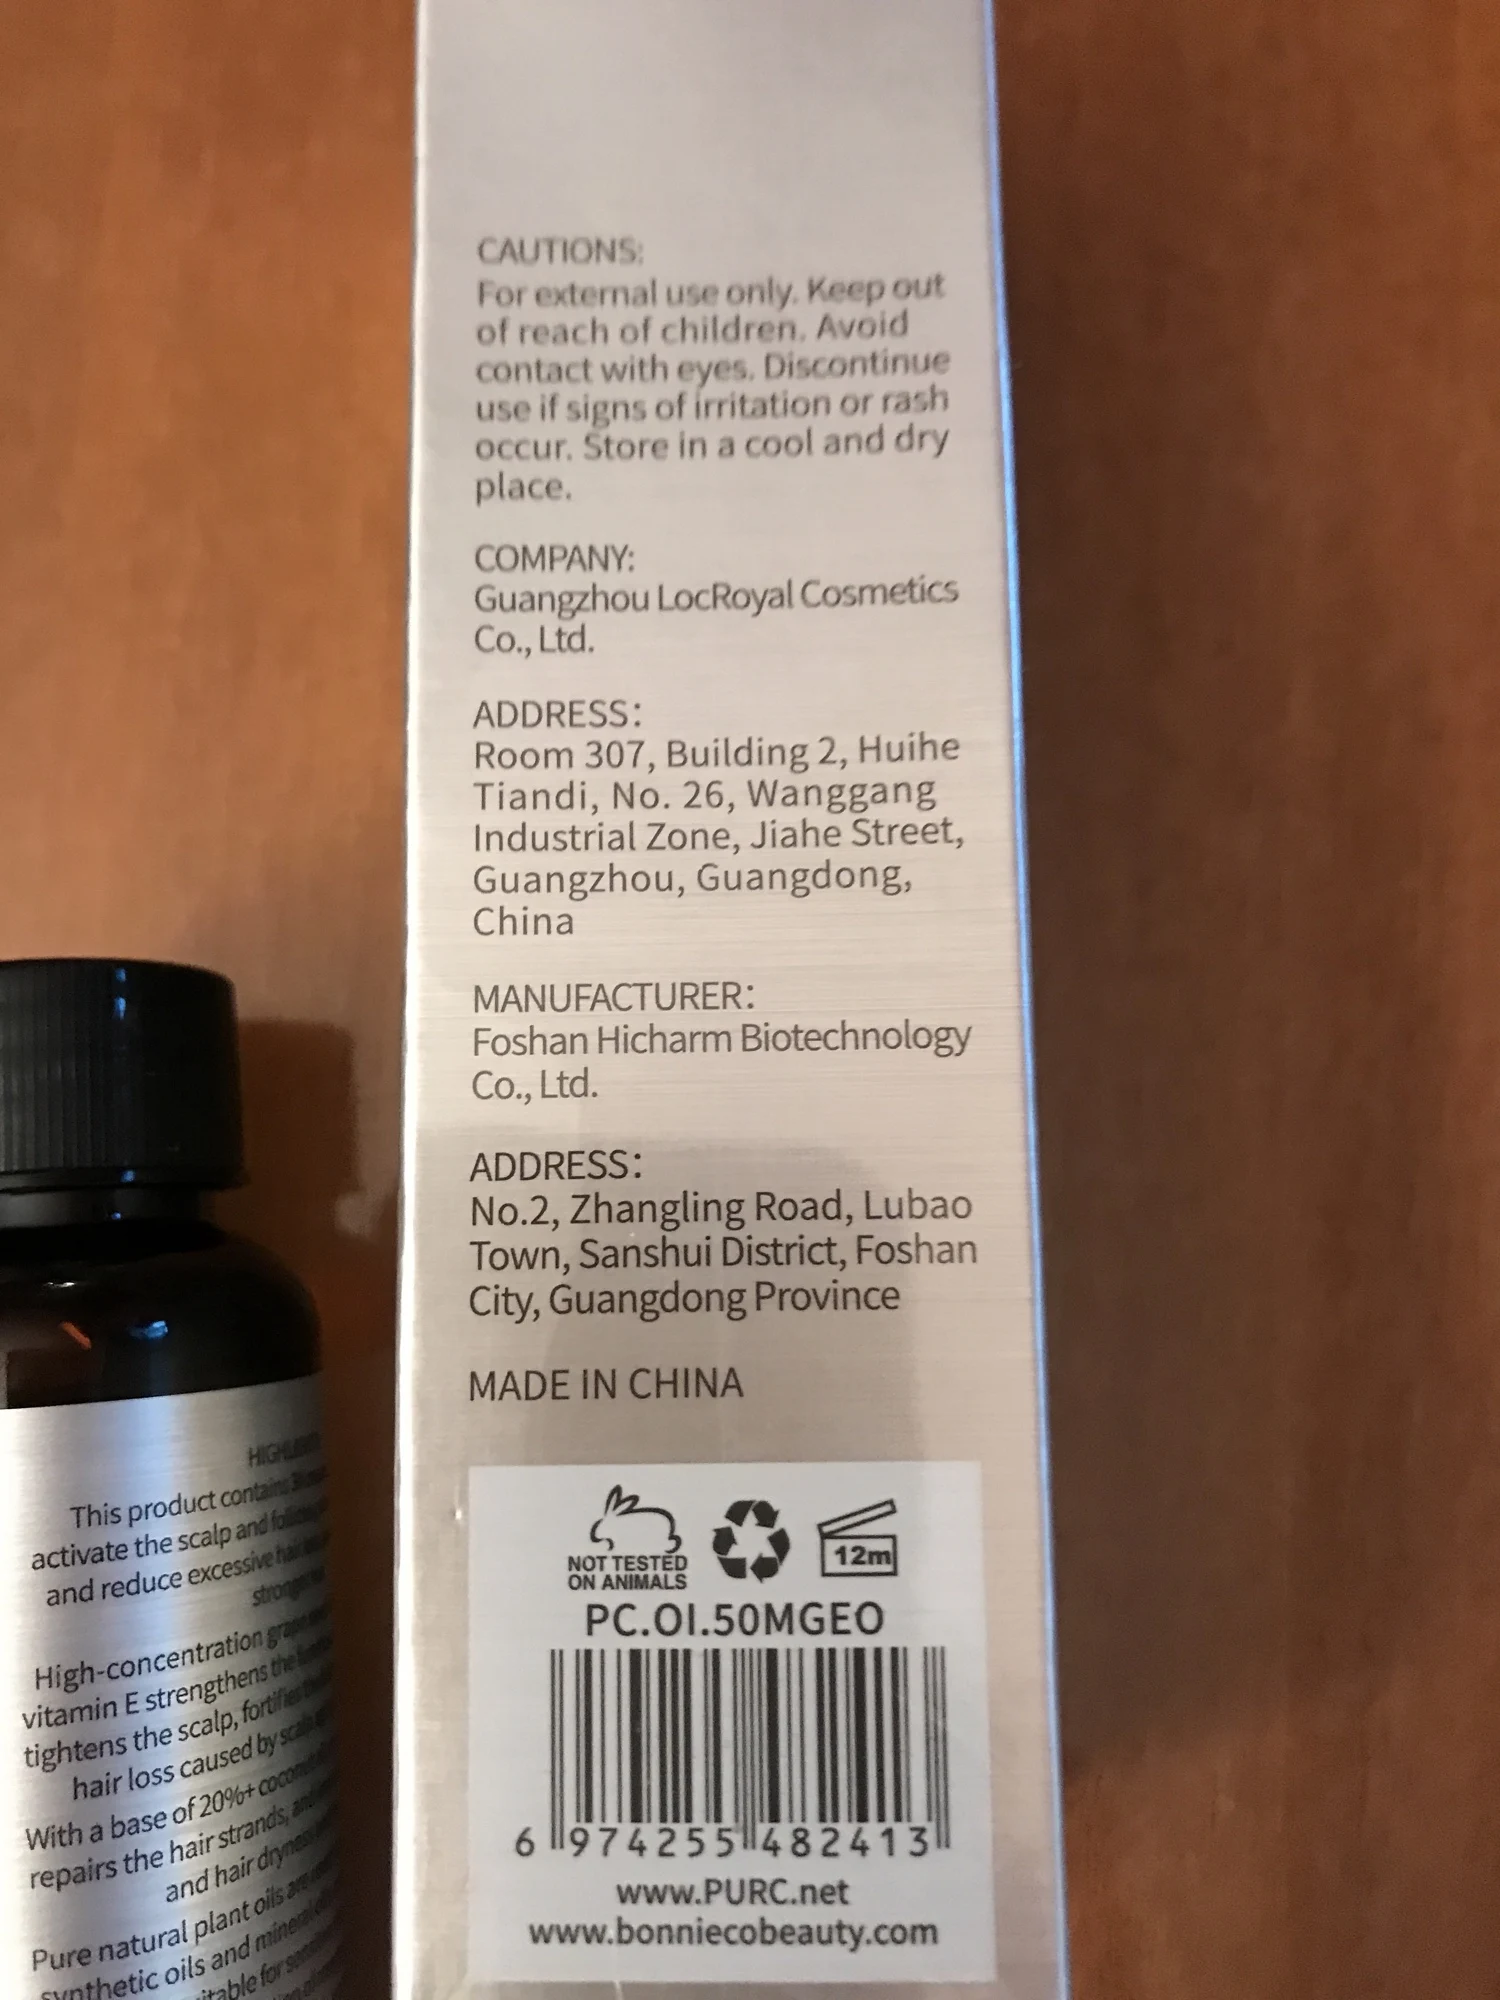 CAUTIONS:
For external use only. Keep out
of reach of children. Avoid
contact with eyes. Discontinue
use if signs of irritation or rash
occur. Store in a cool and dry
place.
COMPANY:
Guangzhou LocRoyal Cosmetics
Co., Ltd.
ADDRESS:
Room 307, Building 2, Huihe
Tiandi, No. 26, Wanggang
Industrial Zone, Jiahe Street,
Guangzhou, Guangdong,
China
MANUFACTURER:
Foshan Hicharm Biotechnology
Co., Ltd.
ADDRESS:
No.2, Zhangling Road, Lubao
Town, Sanshui District, Foshan
City, Guangdong Province
MADE IN CHINA
NOT TESTED
ON ANIMALS
12m
PC.OI.50MGEO
6 974255 482413
www.PURC.net
www.bonniecobeauty.com
This product contains
activate the scalp and
and reduce excessive
High-concentration
vitamin E strengthens the
tightens the scalp,
hair loss caused by
With a base of 20%+
repairs the hair strands,
and hair
Pure natural plant oils
synthetic oils and
for